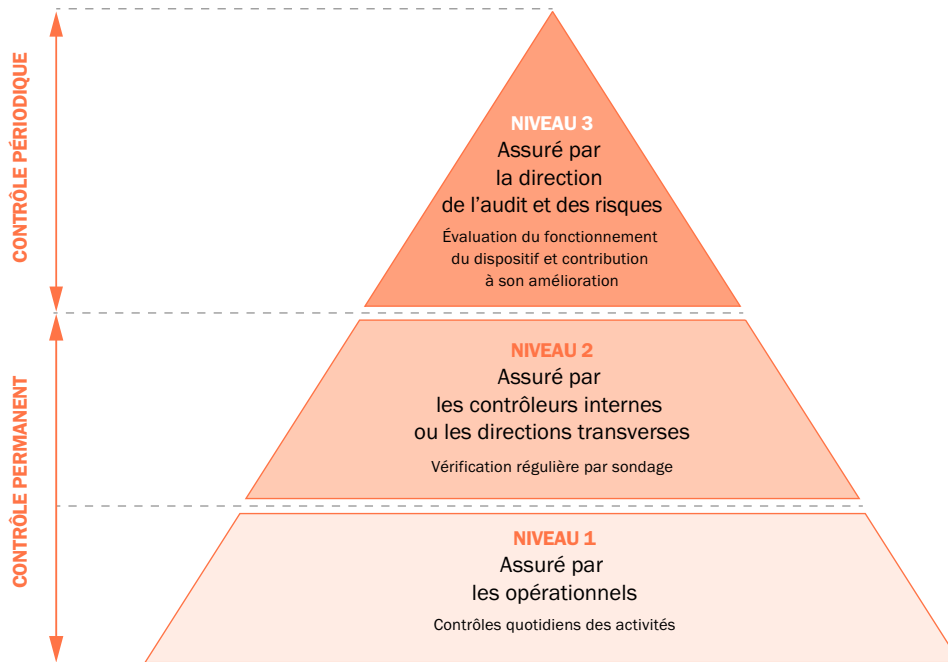 CONTRÔLE PÉRIODIQUE
NIVEAU 3
Assuré par
la direction
de l’audit et des risques
Évaluation du fonctionnement
du dispositif et contribution
à son amélioration
CONTRÔLE PERMANENT
NIVEAU 2
Assuré par
les contrôleurs internes
ou les directions transverses
Vérification régulière par sondage
NIVEAU 1
Assuré par
les opérationnels
Contrôles quotidiens des activités